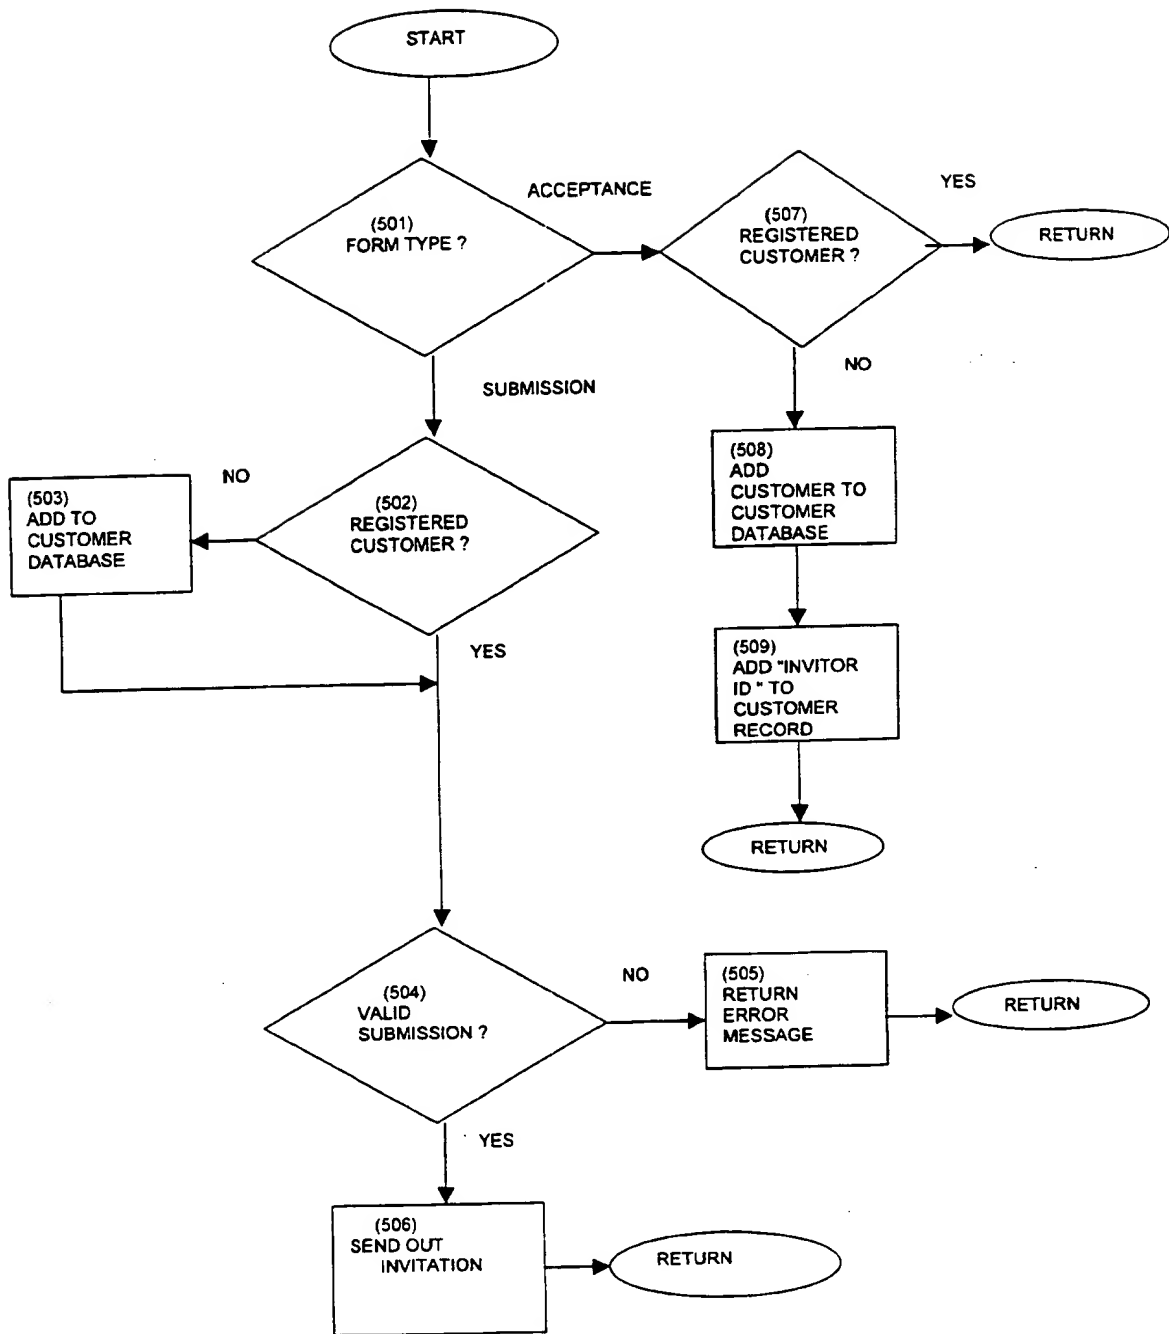 START
ACCEPTANCE
YES
(501)
FORM TYPE ?
(507)
REGISTERED
CUSTOMER ?
RETURN
SUBMISSION
NO
NO
(503)
ADD TO
CUSTOMER
DATABASE
(502)
REGISTERED
CUSTOMER ?
(508)
ADD
CUSTOMER TO
CUSTOMER
DATABASE
YES
(509)
ADD "INVITOR
ID " TO
CUSTOMER
RECORD
RETURN
(504)
VALID
SUBMISSION ?
NO
(505)
RETURN
ERROR
MESSAGE
RETURN
YES
(506)
SEND OUT
INVITATION
RETURN